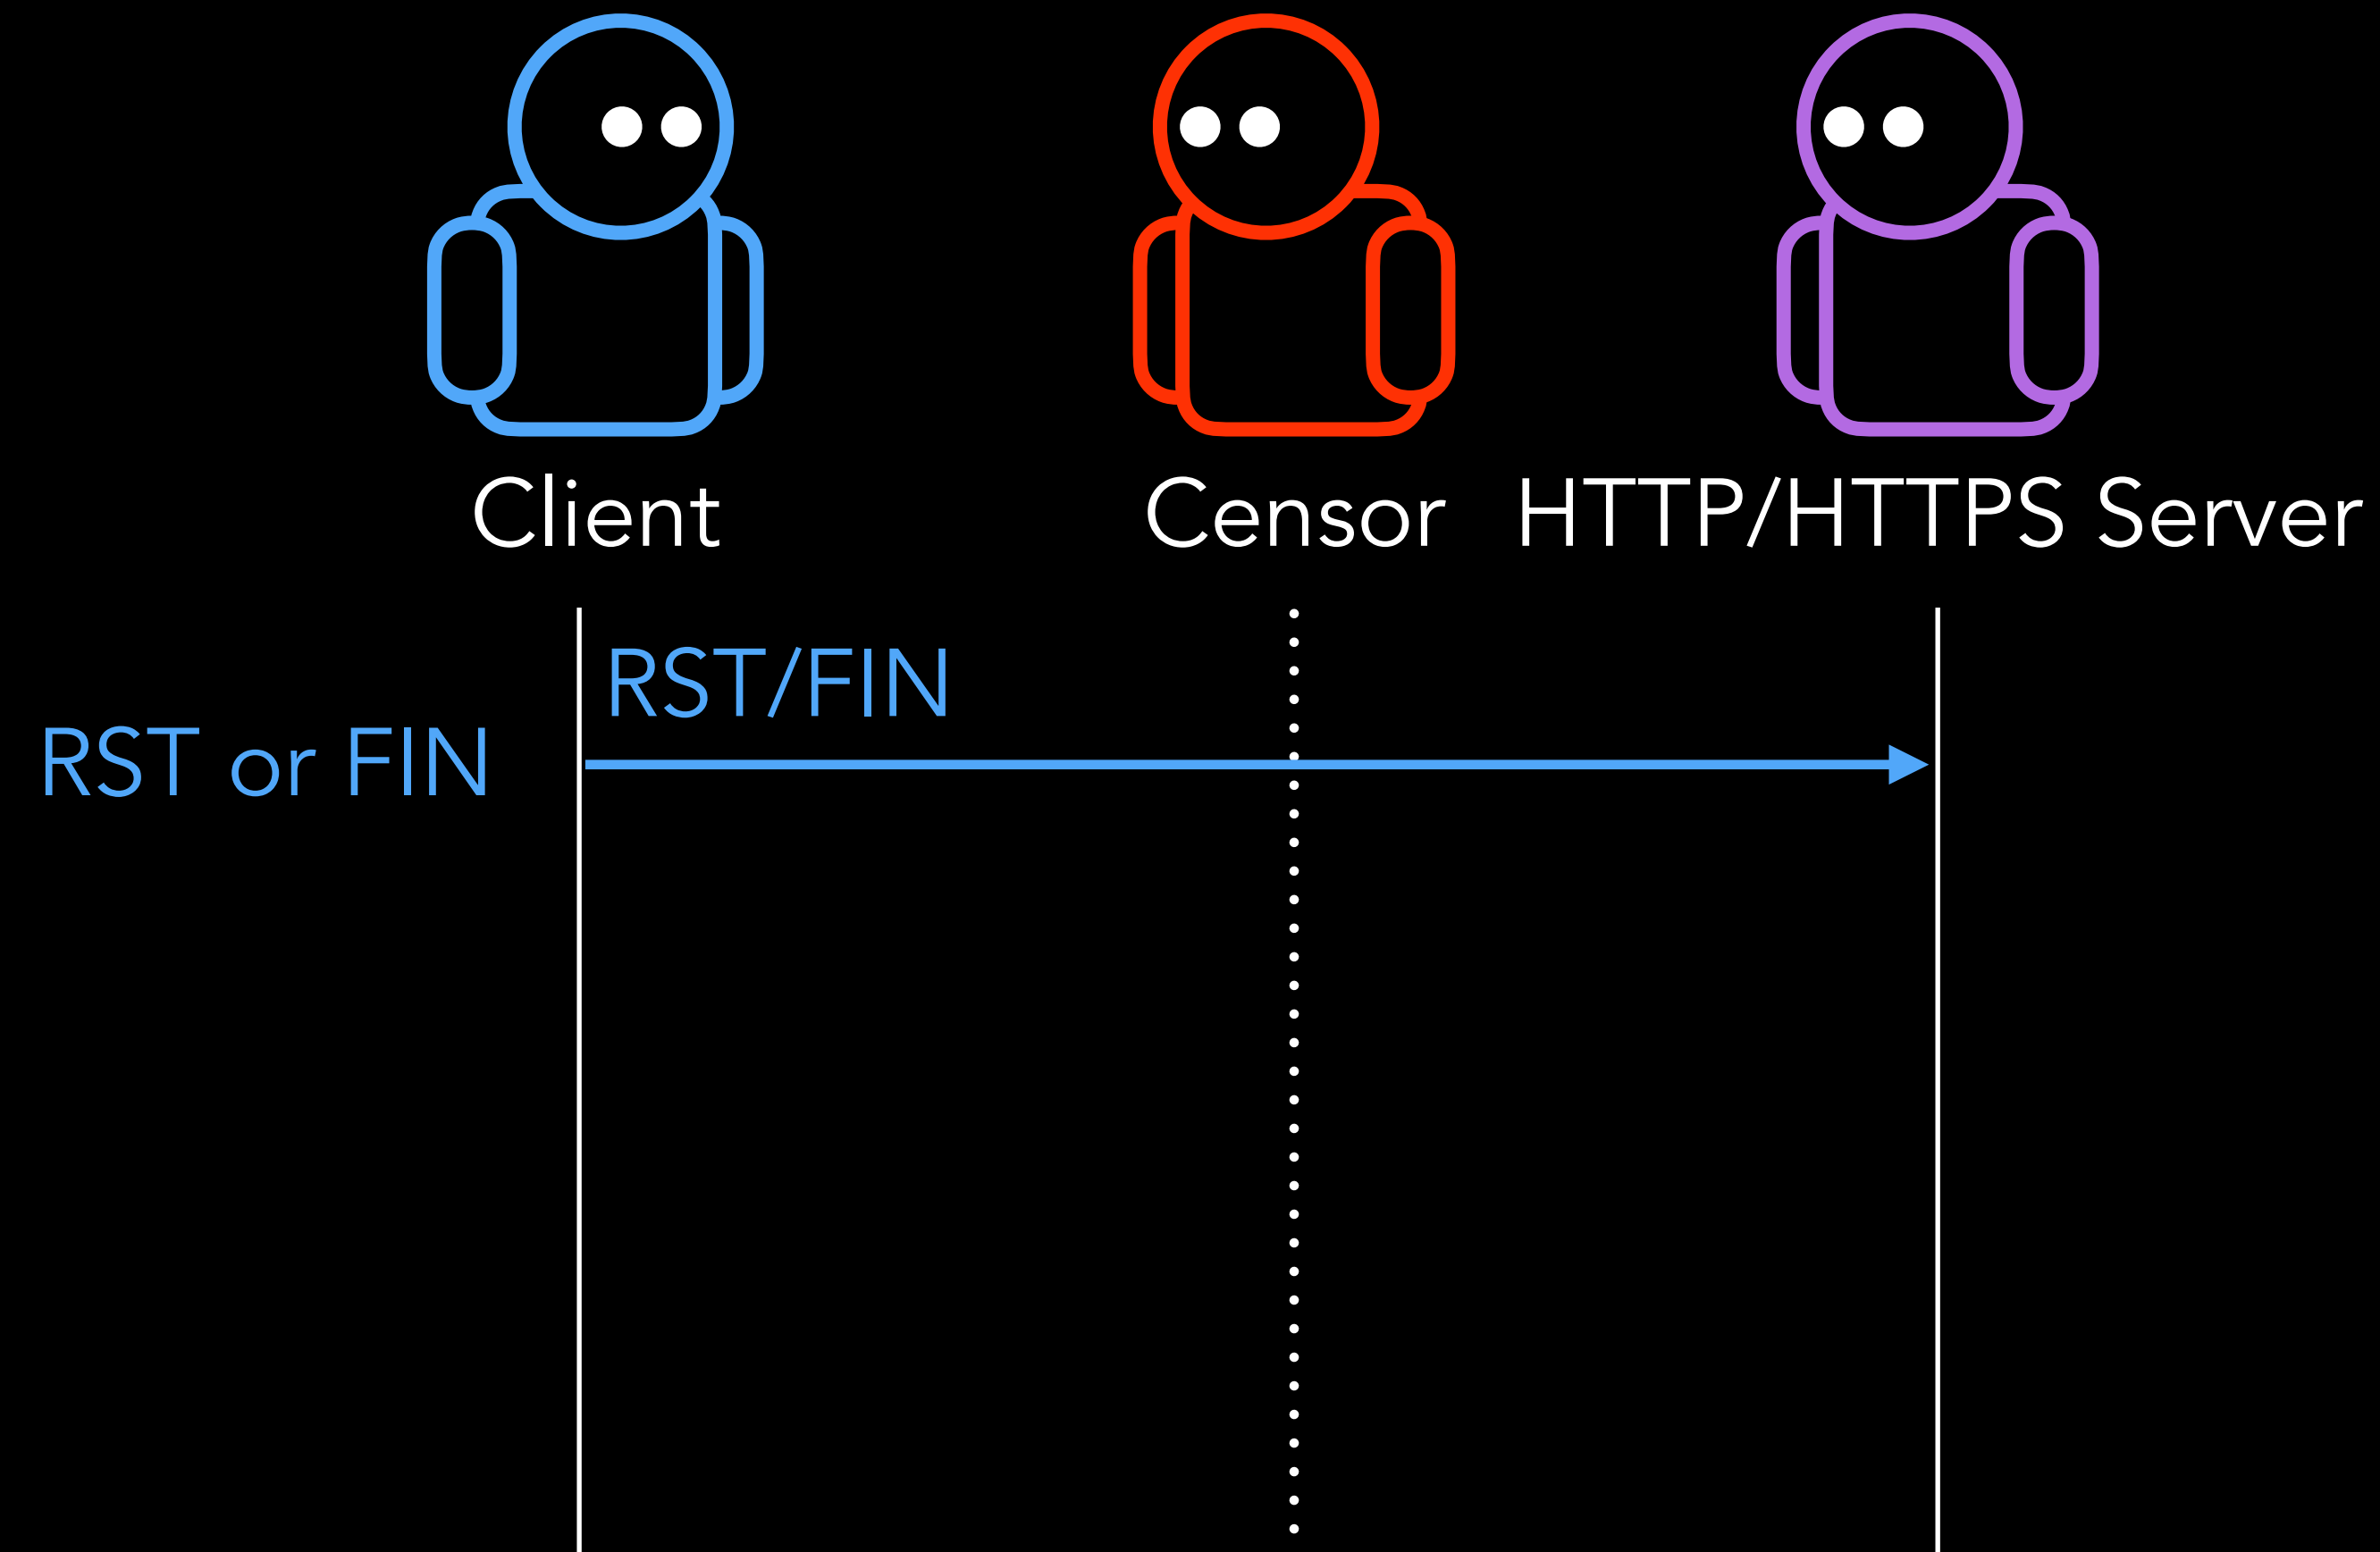 Client
Censor
HTTP/HTTPS Server
RST/FIN
RST or FIN